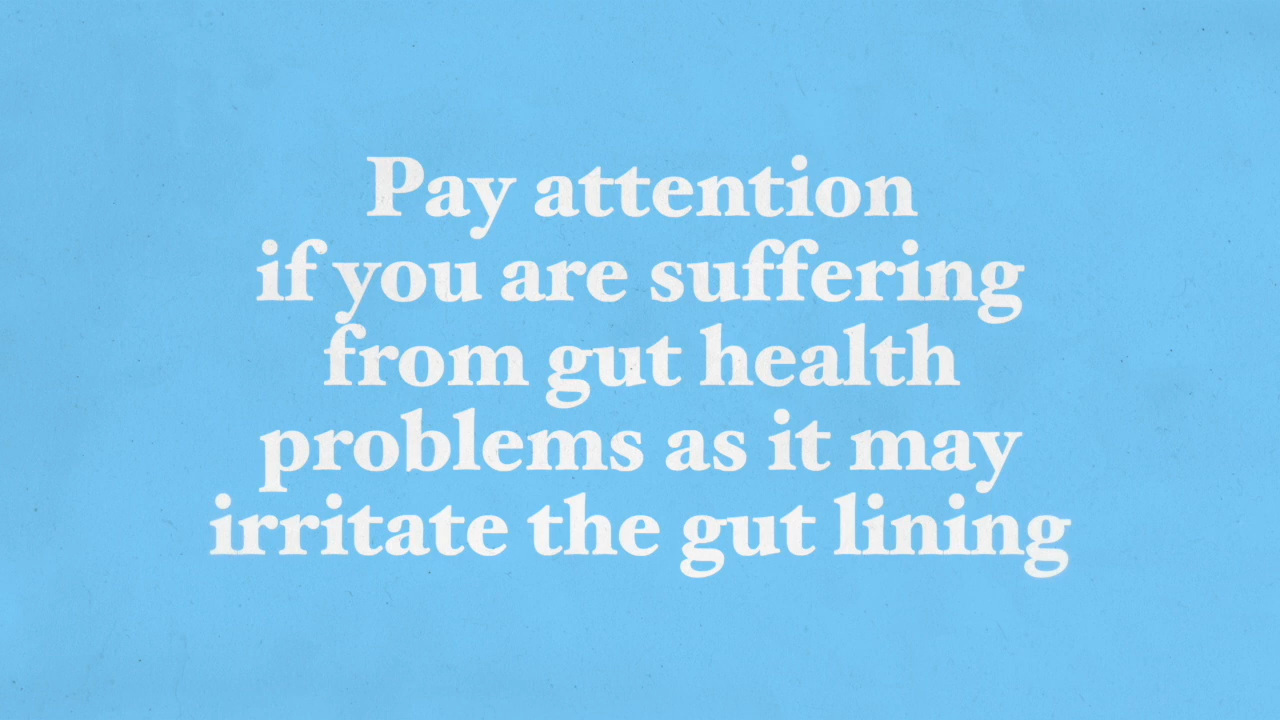 Pay attention
if you are suffering
from gut health
problems as it may
irritate the gut lining